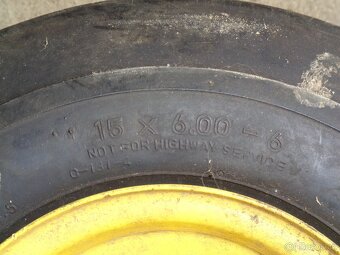 15 X 6.00 - 6
NOT FOR HIGHWAY SERVICE